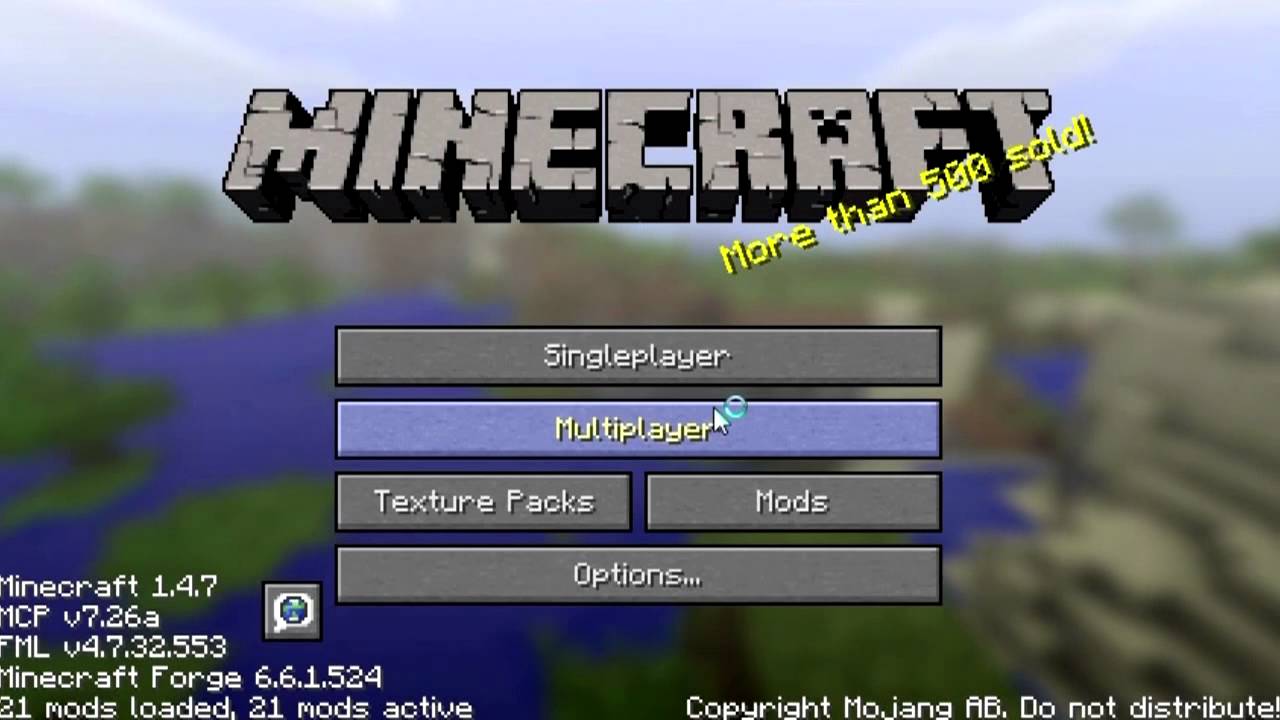 MINECRAFT
More than 500 sold!
Singleplayer
Multiplayer
Texture Packs
Mods
Options...
Minecraft 1.4.7
MCP v7.26a
FML v4.7.32.553
Minecraft Forge 6.6.1.524
21 mods loaded, 21 mods active
Copyright Mojang AB. Do not distribute!